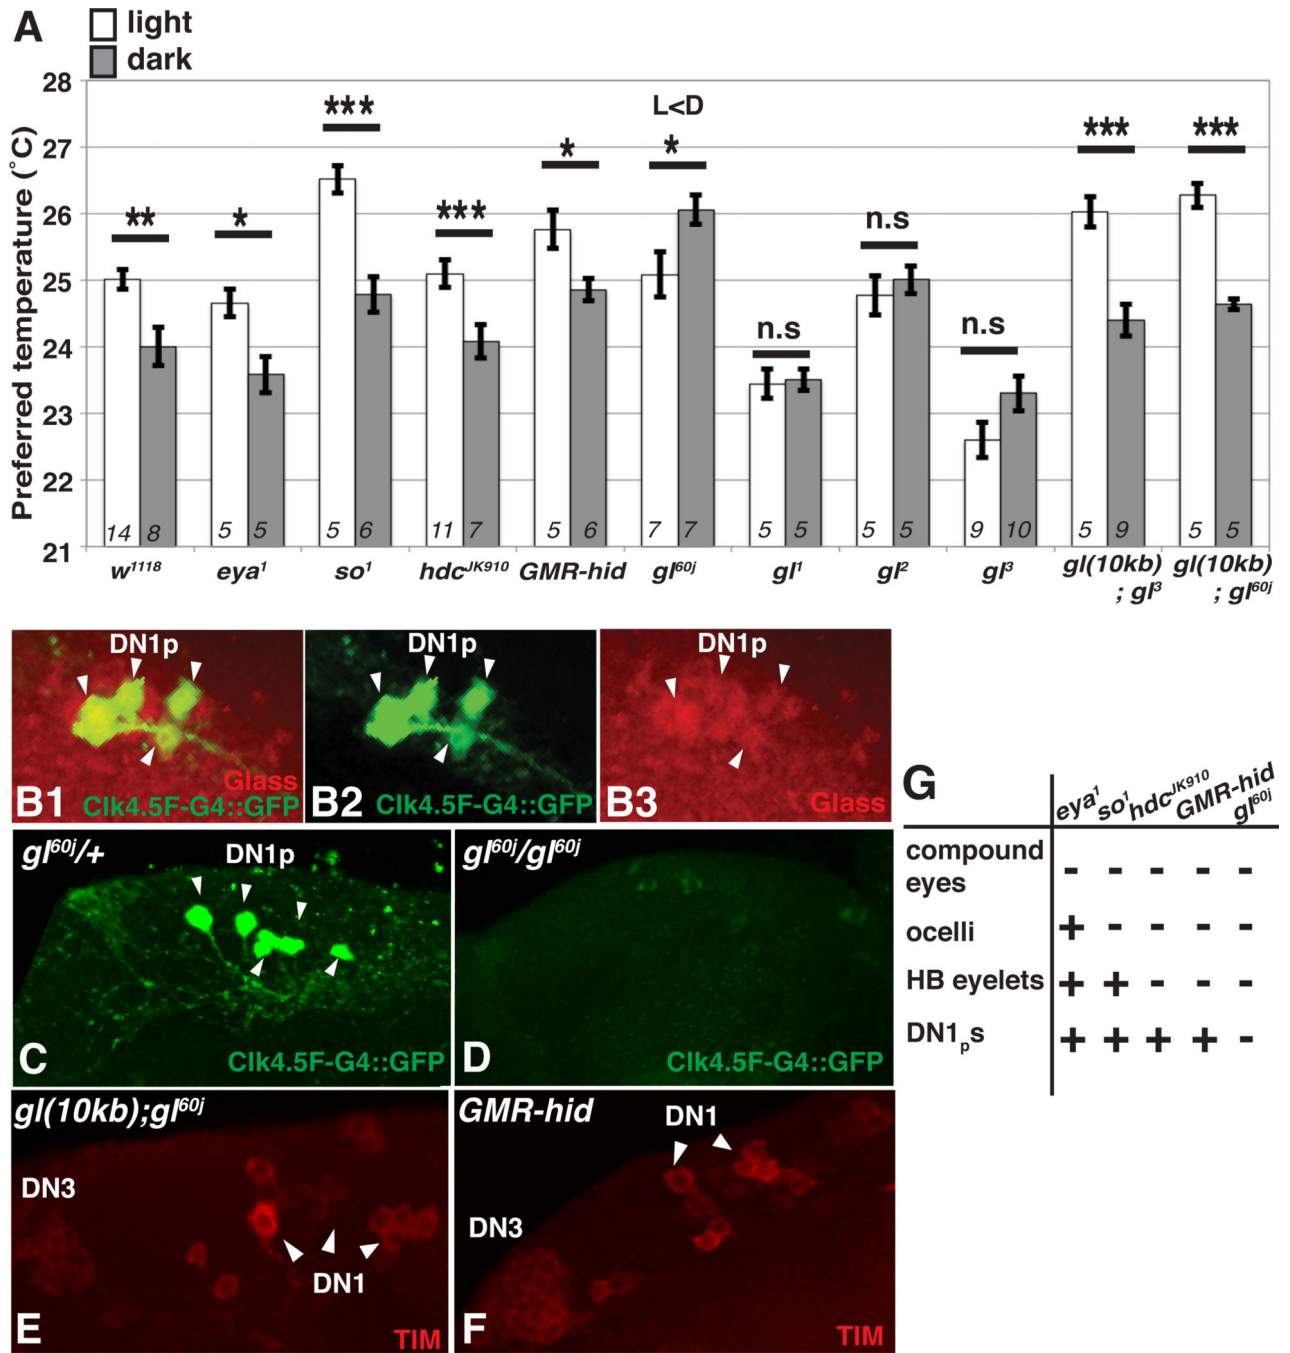 A
light
dark
Preferred temperature (˚C)
28
27
26
25
24
23
22
21
** * *** *** * L<D * n.s n.s n.s *** ***
14 8 5 5 5 6 11 7 5 6 7 7 5 5 5 5 9 10 5 9 5 5
w1118 eya1 so1 hdcJK910 GMR-hid gl60j gl1 gl2 gl3 gl(10kb) ; gl3 gl(10kb) ; gl60j
DN1p
Glass
B1 Clk4.5F-G4::GFP
DN1p
B2 Clk4.5F-G4::GFP
DN1p
B3 Glass
gl60j/+
DN1p
C Clk4.5F-G4::GFP
gl60j/gl60j
D Clk4.5F-G4::GFP
gl(10kb);gl60j
DN3
DN1
E TIM
GMR-hid
DN1
DN3
F TIM
G
eya1 so1 hdcJK910 GMR-hid gl60j
compound
eyes - - - - -
ocelli + - - - -
HB eyelets + + - - -
DN1ps + + + + -